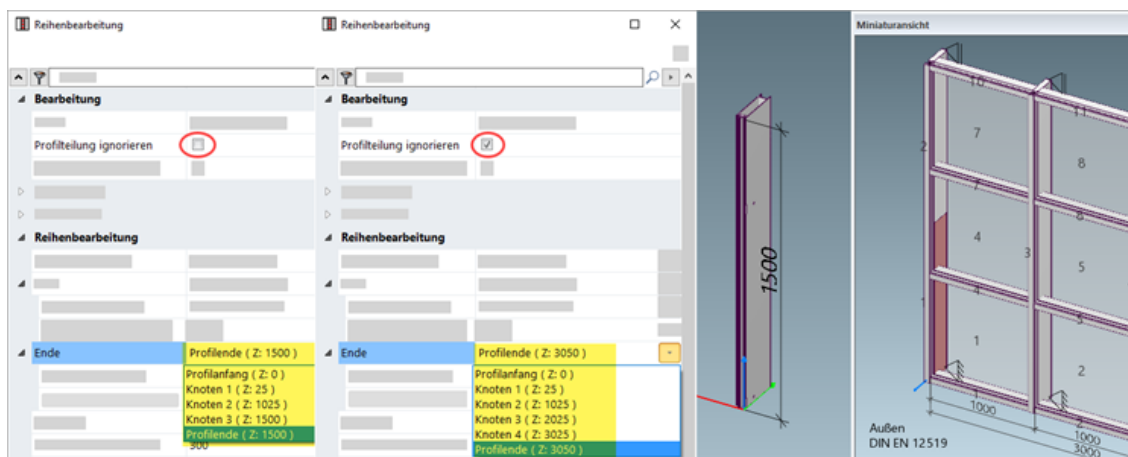 Reihenbearbeitung
Bearbeitung
Profilteilung ignorieren
Reihenbearbeitung
Ende
Profilende ( Z: 1500 )
Profilanfang ( Z: 0 )
Knoten 1 ( Z: 25 )
Knoten 2 ( Z: 1025 )
Knoten 3 ( Z: 1500 )
Profilende ( Z: 1500 )
300
Reihenbearbeitung
Bearbeitung
Profilteilung ignorieren
Reihenbearbeitung
Ende
Profilende ( Z: 3050 )
Profilanfang ( Z: 0 )
Knoten 1 ( Z: 25 )
Knoten 2 ( Z: 1025 )
Knoten 3 ( Z: 2025 )
Knoten 4 ( Z: 3025 )
Profilende ( Z: 3050 )
1500
Miniaturansicht
10
11
7
8
2
7
8
4
5
3
4
5
1
1
2
1
2
1000
1000
3000
Außen
DIN EN 12519